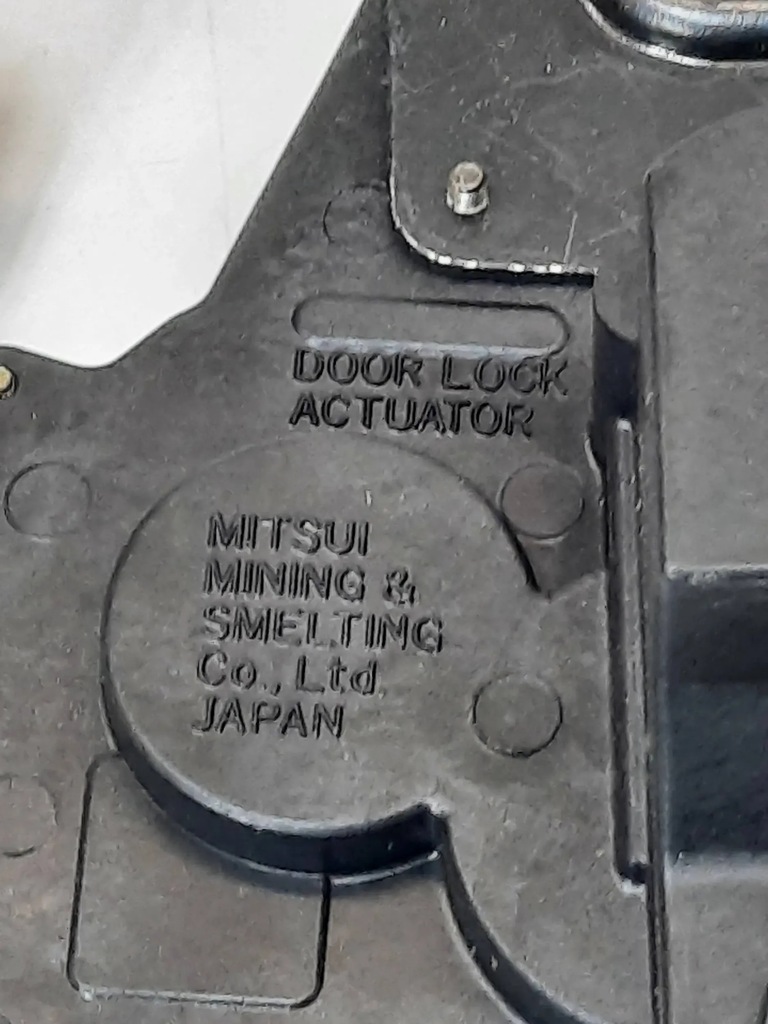 DOOR LOCK
ACTUATOR
MITSUI
MINING &
SMELTING
Co., Ltd.
JAPAN